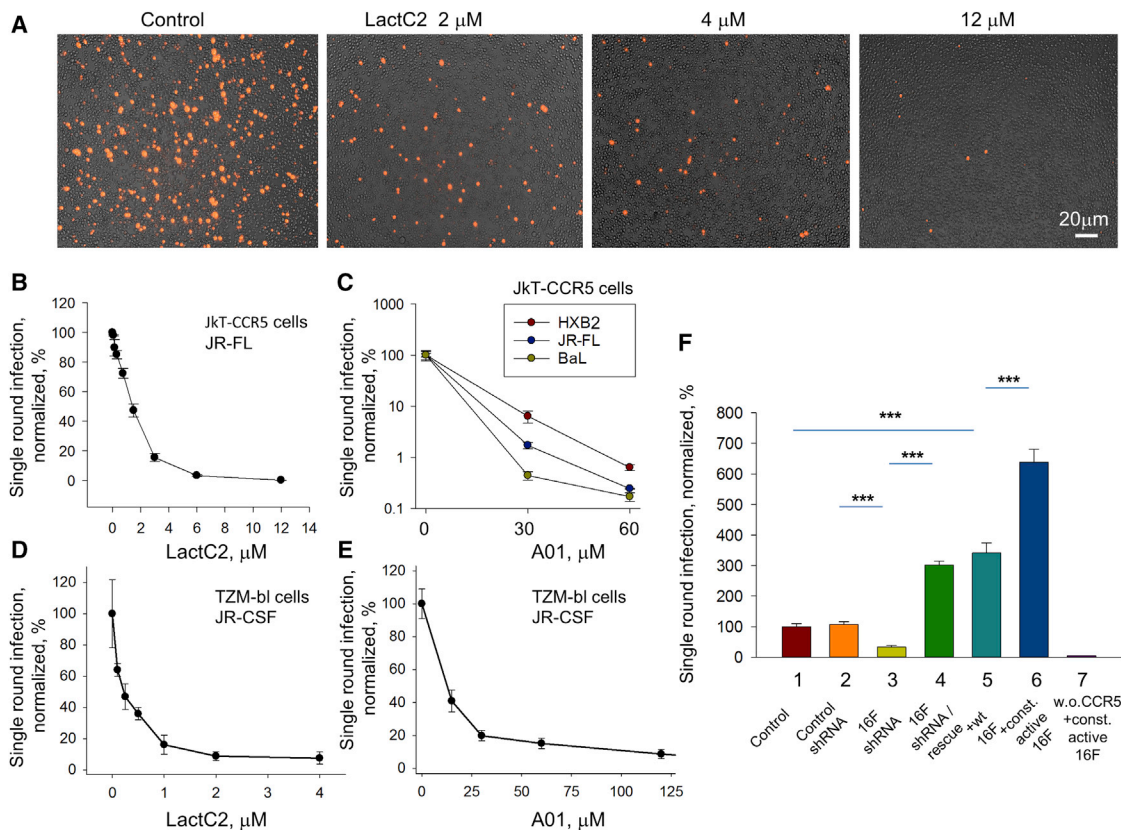 A
Control
LactC2 2 μM
4 μM
12 μM
20μm
B
Single round infection,
normalized, %
120
100
80
60
40
20
0
JkT-CCR5 cells
JR-FL
0 2 4 6 8 10 12 14
LactC2, μM
C
JkT-CCR5 cells
Single round infection,
normalized, %
1000
100
10
1
0.1
HXB2
JR-FL
BaL
0 30 60
A01, μM
D
Single round infection,
normalized, %
120
100
80
60
40
20
0
TZM-bl cells
JR-CSF
0 1 2 3 4
LactC2, μM
E
Single round infection,
normalized, %
120
100
80
60
40
20
0
TZM-bl cells
JR-CSF
0 25 50 75 100 125
A01, μM
F
Single round infection, normalized, %
800
700
600
500
400
300
200
100
0
***
***
***
***
1 2 3 4 5 6 7
Control
Control
shRNA
16F
shRNA
16F
shRNA /
rescue
+wt
16F
+const.
active
16F
w.o.CCR5
+const.
active
16F